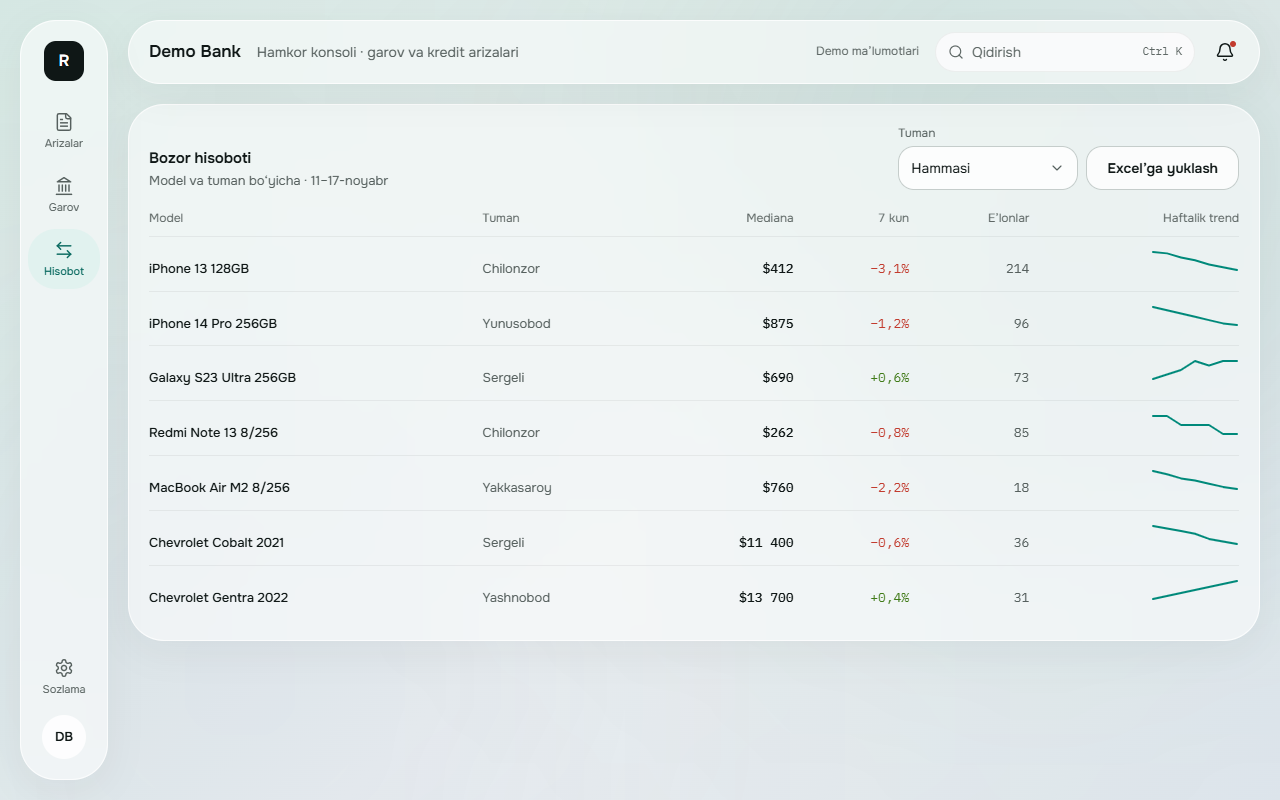 R
Arizalar
Garov
Hisobot
Sozlama
DB
Demo Bank Hamkor konsoli · garov va kredit arizalari Demo maʼlumotlari Qidirish Ctrl K
Tuman
Bozor hisoboti
Hammasi Excelʼga yuklash
Model va tuman boʻyicha · 11–17-noyabr
Model Tuman Mediana 7 kun Eʼlonlar Haftalik trend
iPhone 13 128GB Chilonzor $412 −3,1% 214
iPhone 14 Pro 256GB Yunusobod $875 −1,2% 96
Galaxy S23 Ultra 256GB Sergeli $690 +0,6% 73
Redmi Note 13 8/256 Chilonzor $262 −0,8% 85
MacBook Air M2 8/256 Yakkasaroy $760 −2,2% 18
Chevrolet Cobalt 2021 Sergeli $11 400 −0,6% 36
Chevrolet Gentra 2022 Yashnobod $13 700 +0,4% 31